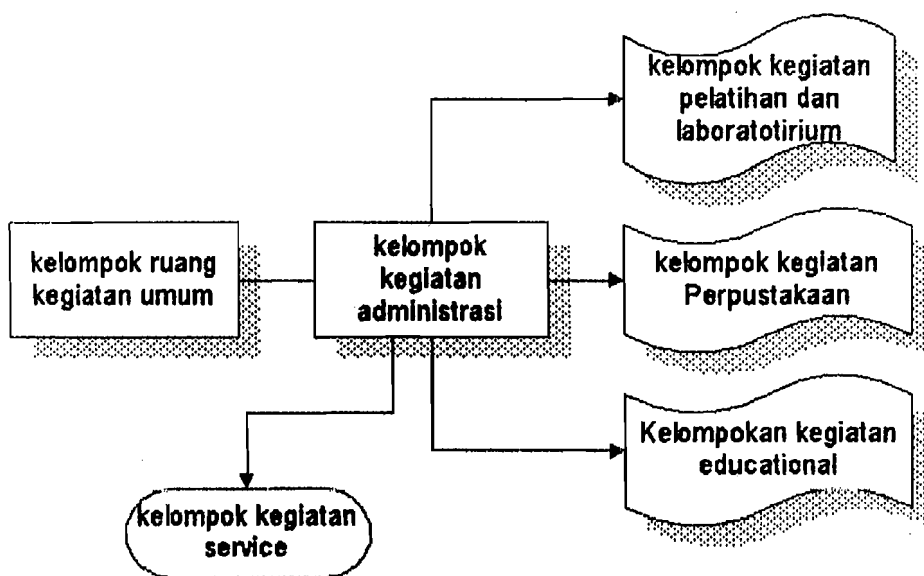 kelompok kegiatan
pelatihan dan
laboratotirium
kelompok ruang
kegiatan umum
kelompok
kegiatan
administrasi
kelompok kegiatan
Perpustakaan
Kelompokan kegiatan
educational
kelompok kegiatan
service